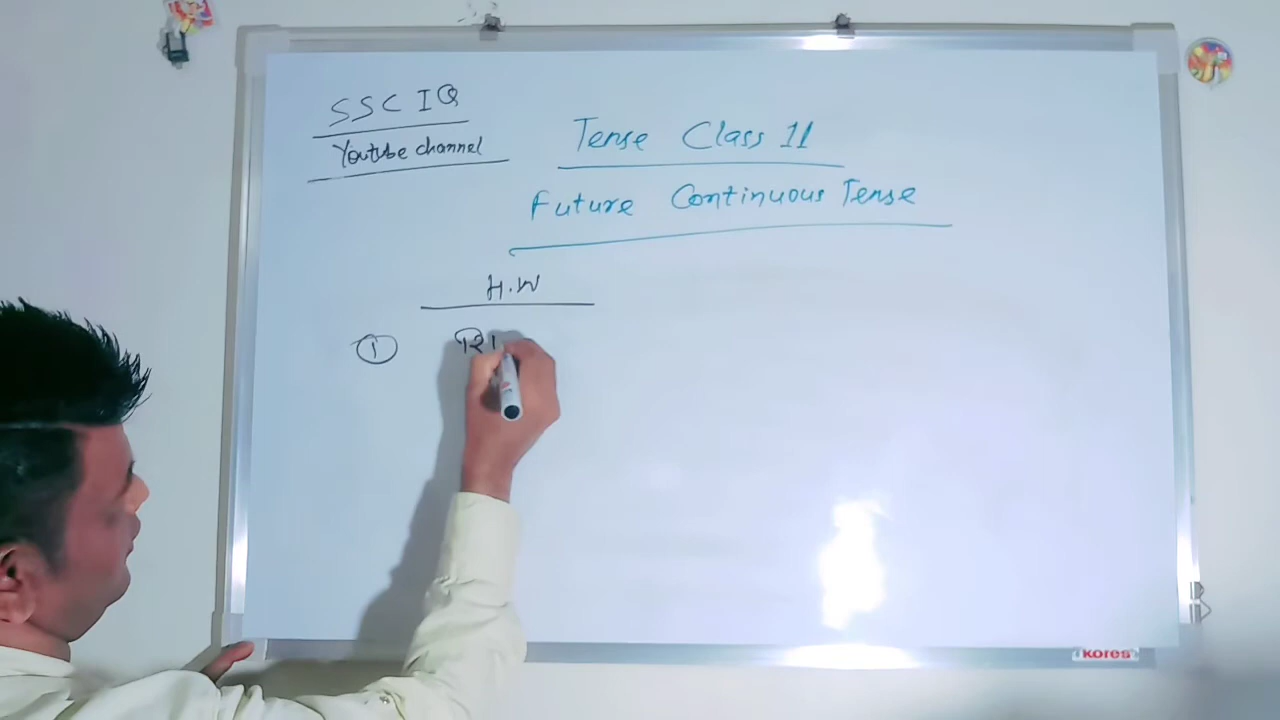 SSC IQ
Youtube channel
Tense Class 11
Future Continuous Tense
H.W
1
kores